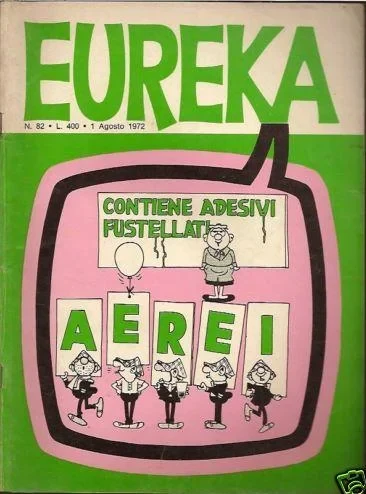 EUREKA
N. 82 • L. 400 • 1 Agosto 1972
CONTIENE ADESIVI
FUSTELLATI
AEREI